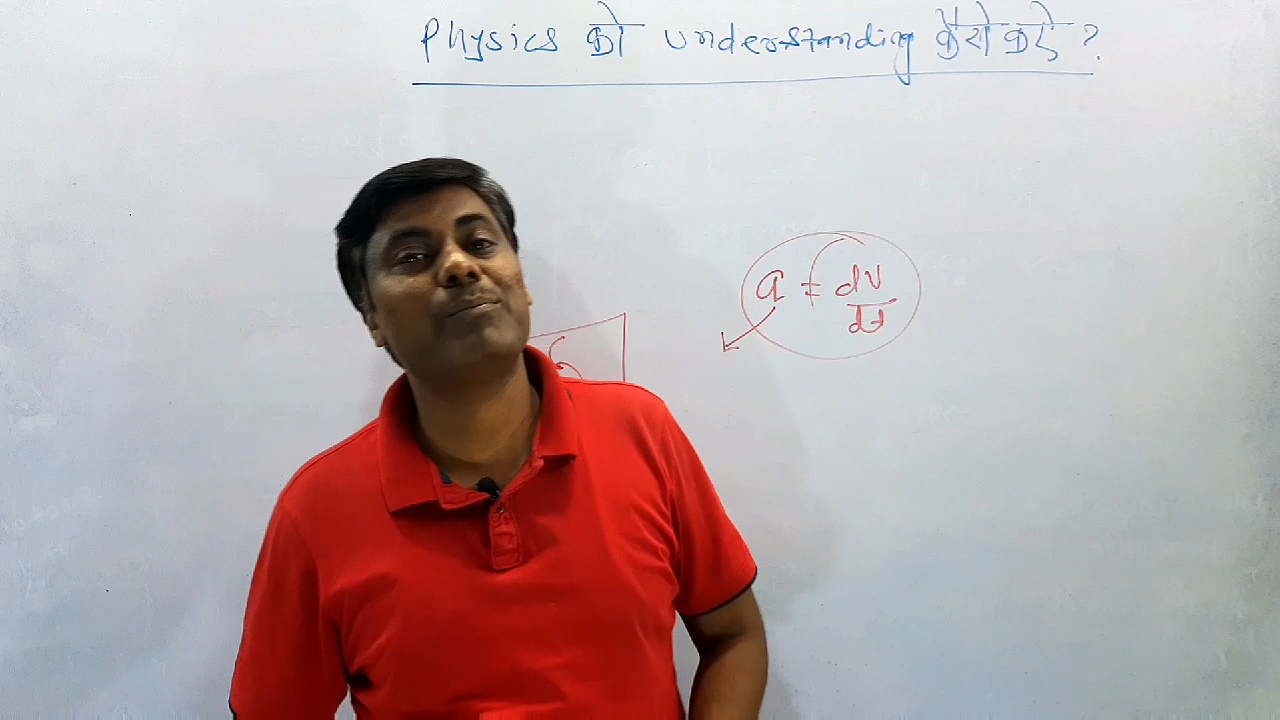 Physics को understanding कैसे करे ?
a = dv
dt